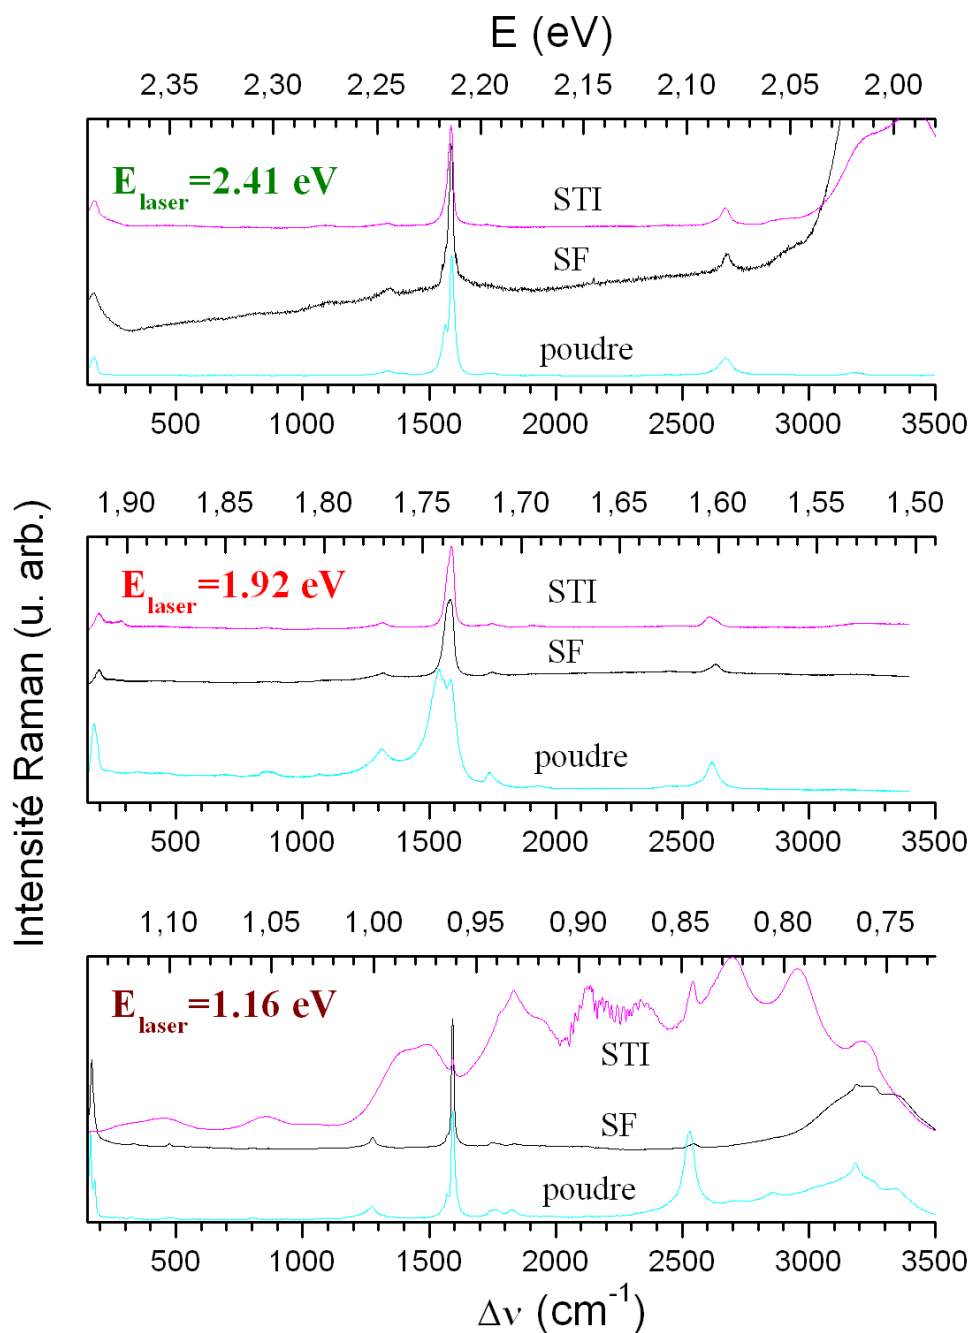 E (eV)
2,35 2,30 2,25 2,20 2,15 2,10 2,05 2,00
E laser =2.41 eV
STI
SF
poudre
500 1000 1500 2000 2500 3000 3500
1,90 1,85 1,80 1,75 1,70 1,65 1,60 1,55 1,50
E laser =1.92 eV
STI
SF
poudre
500 1000 1500 2000 2500 3000 3500
Intensité Raman (u. arb.)
1,10 1,05 1,00 0,95 0,90 0,85 0,80 0,75
E laser =1.16 eV
STI
SF
poudre
500 1000 1500 2000 2500 3000 3500
Δν (cm⁻¹)